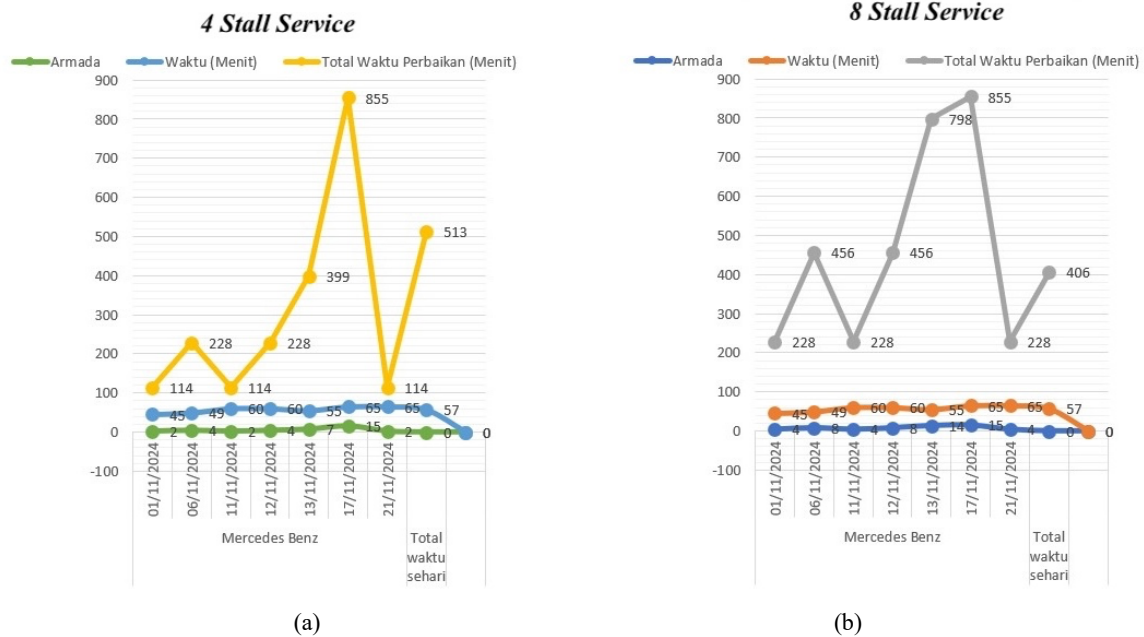 4 Stall Service
Armada Waktu (Menit) Total Waktu Perbaikan (Menit)
900
800
700
600
500
400
300
200
100
0
-100
114 228 114 228 399 855 114 513
45 49 60 60 55 65 65 57 0
2 4 2 4 7 15 2 0 0
01/11/2024 06/11/2024 11/11/2024 12/11/2024 13/11/2024 17/11/2024 21/11/2024
Mercedes Benz
Total
waktu
sehari
(a)
8 Stall Service
Armada Waktu (Menit) Total Waktu Perbaikan (Menit)
900
800
700
600
500
400
300
200
100
0
-100
228 456 228 456 798 855 228 406
45 49 60 60 55 65 65 57 0
4 8 4 8 14 15 4 0 0
01/11/2024 06/11/2024 11/11/2024 12/11/2024 13/11/2024 17/11/2024 21/11/2024
Mercedes Benz
Total
waktu
sehari
(b)